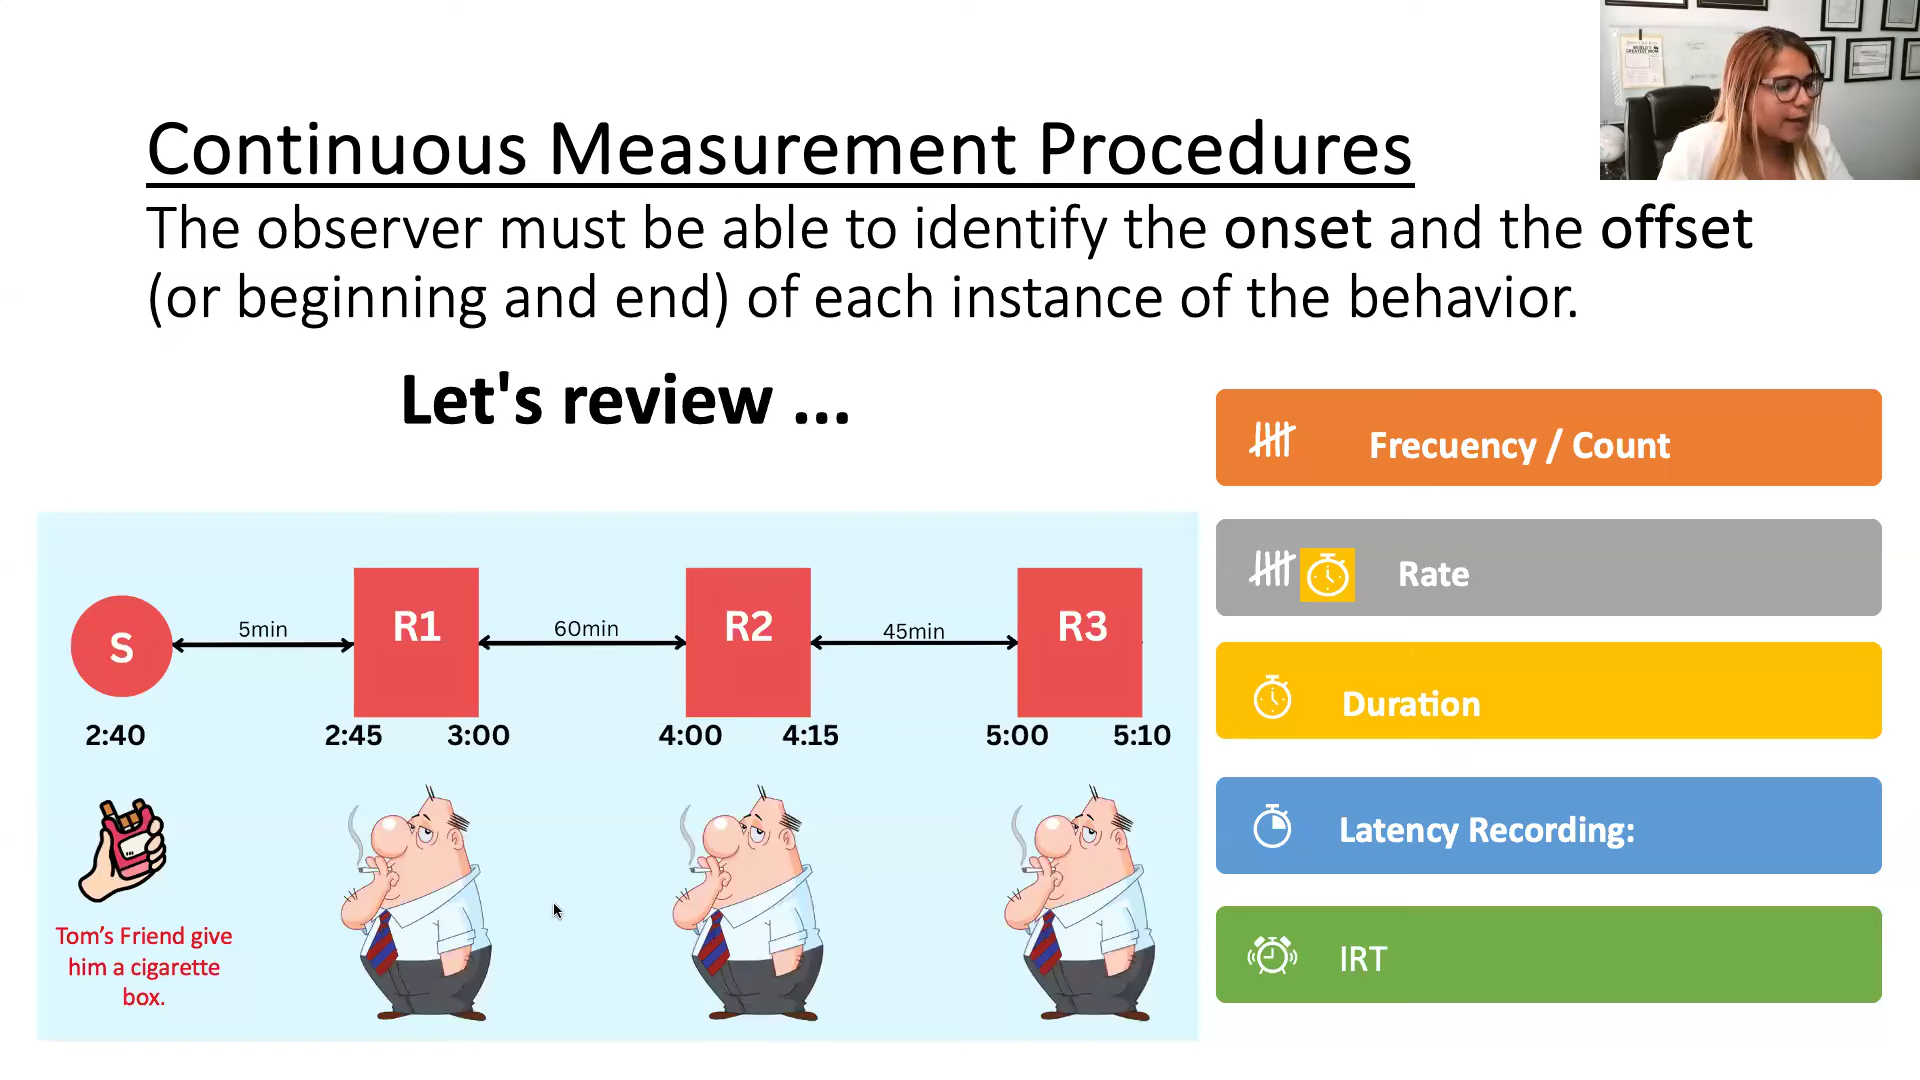 Continuous Measurement Procedures
The observer must be able to identify the onset and the offset
(or beginning and end) of each instance of the behavior.
Let's review ...
Frecuency / Count
Rate
Duration
Latency Recording:
IRT
S
5min
R1
60min
R2
45min
R3
2:40
2:45
3:00
4:00
4:15
5:00
5:10
Tom’s Friend give
him a cigarette
box.